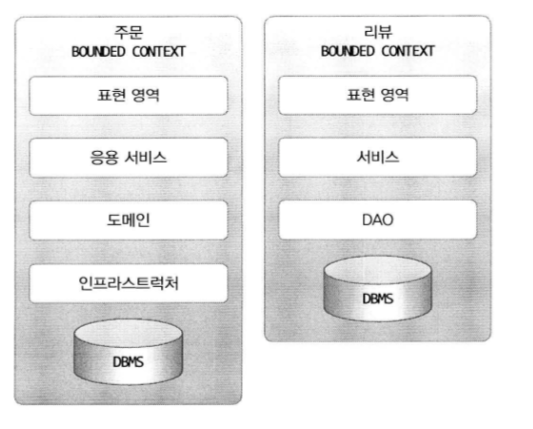 주문
BOUNDED CONTEXT
표현 영역
응용 서비스
도메인
인프라스트럭처
DBMS
리뷰
BOUNDED CONTEXT
표현 영역
서비스
DAO
DBMS